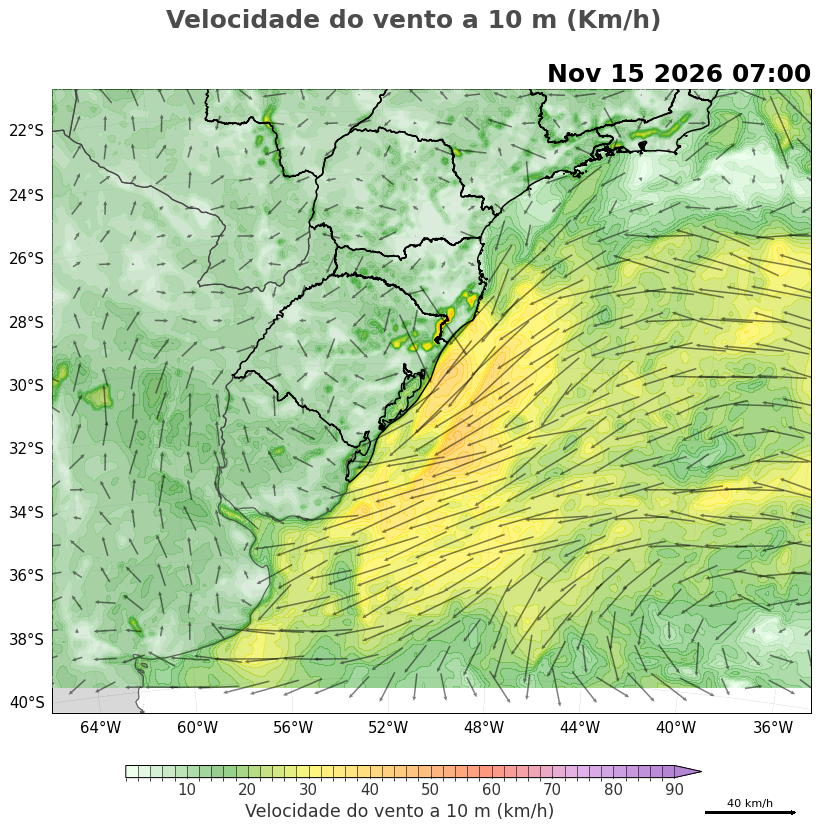 Velocidade do vento a 10 m (Km/h)
Nov 15 2026 07:00
22°S
24°S
26°S
28°S
30°S
32°S
34°S
36°S
38°S
40°S
64°W 60°W 56°W 52°W 48°W 44°W 40°W 36°W
10 20 30 40 50 60 70 80 90
Velocidade do vento a 10 m (km/h)
40 km/h